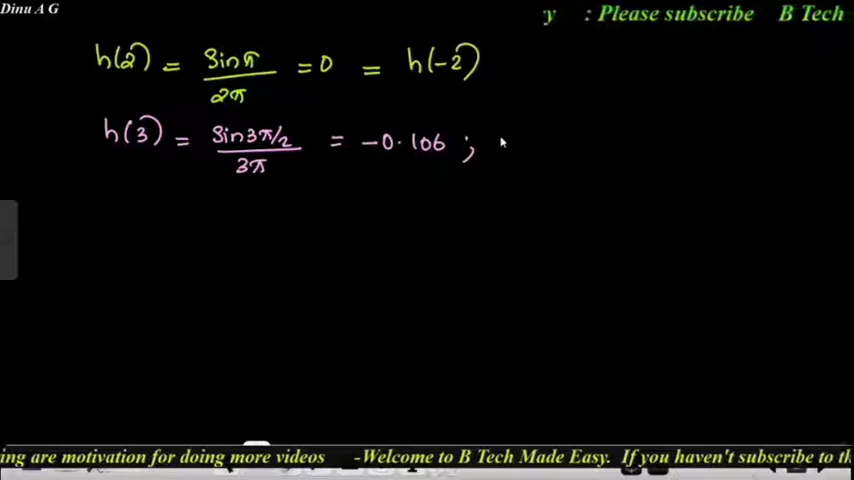 Dinu A G
y : Please subscribe B Tech
h(2) = sinπ / 2π = 0 = h(-2)
h(3) = sin3π/2 / 3π = -0.106 ;
ing are motivation for doing more videos -Welcome to B Tech Made Easy. If you haven't subscribe to th